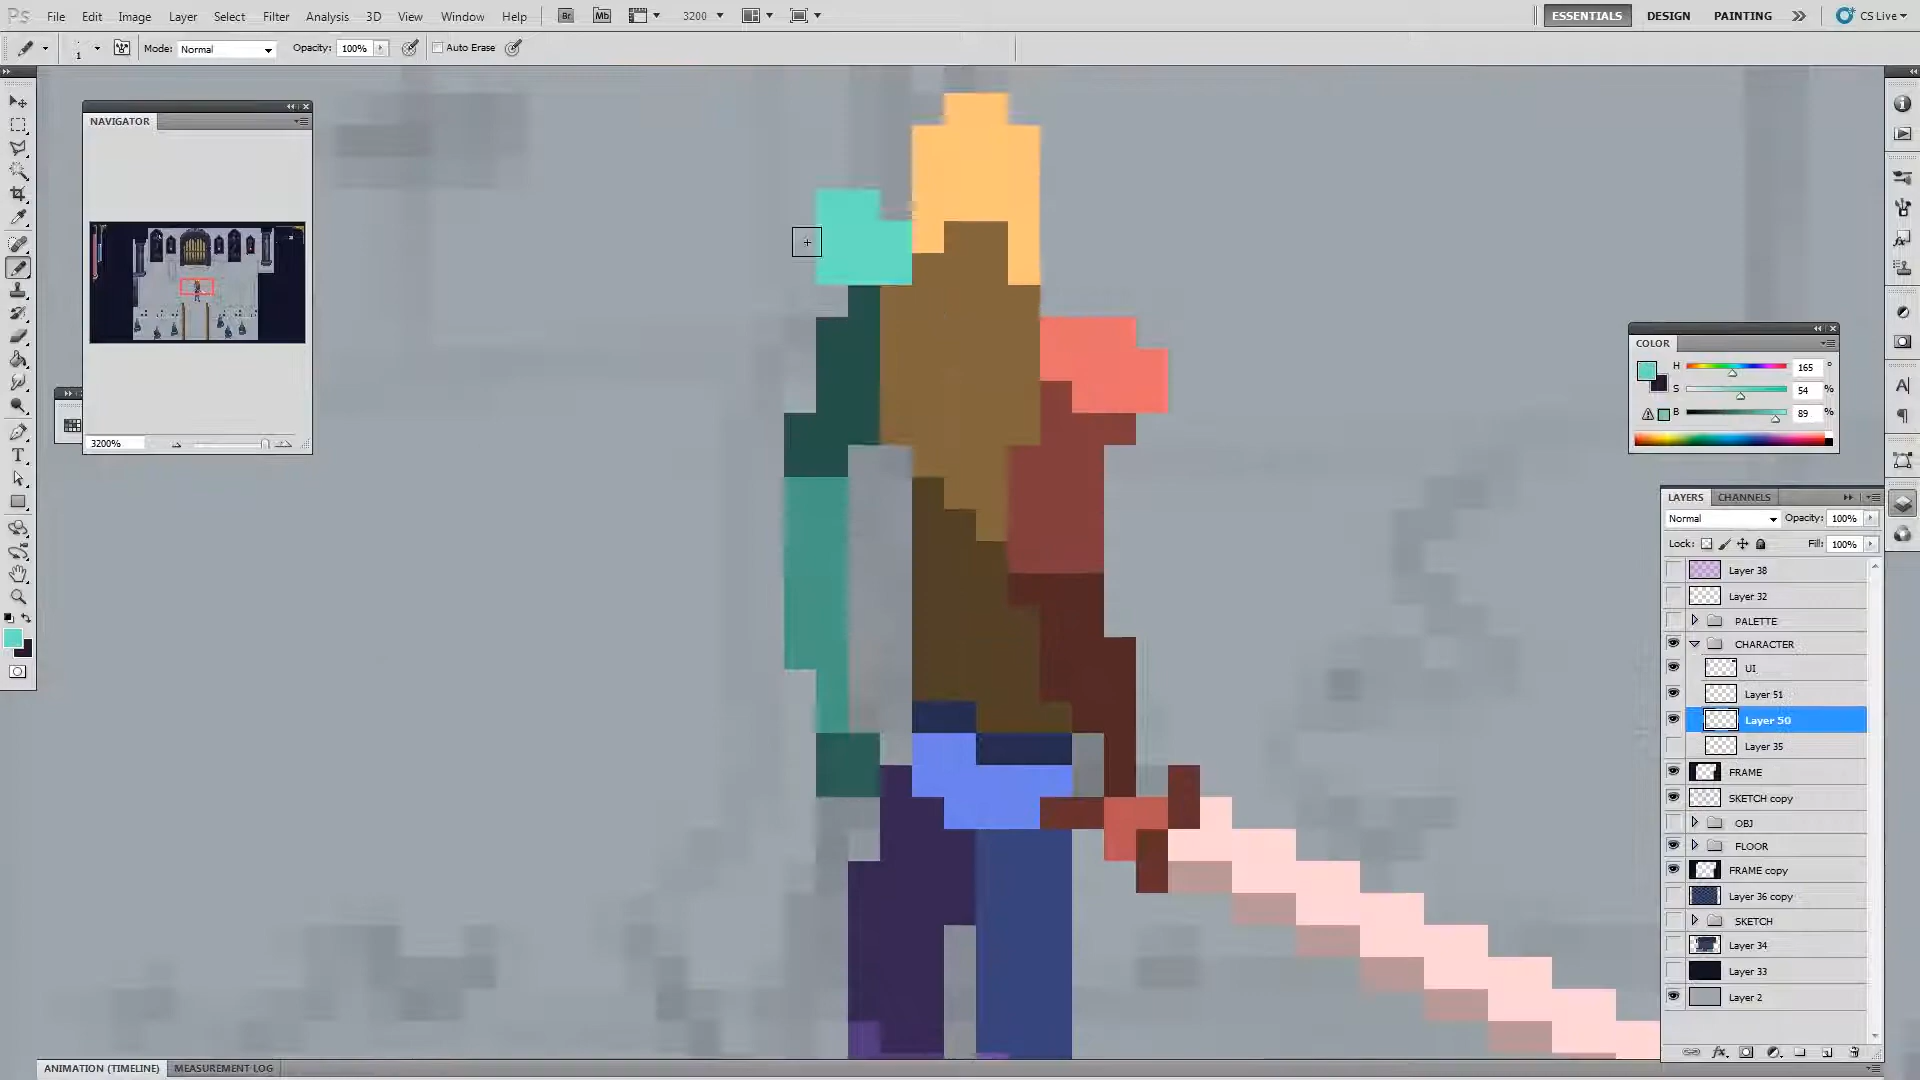 Ps File Edit Image Layer Select Filter Analysis 3D View Window Help Br Mb 3200 ESSENTIALS DESIGN PAINTING CS Live
1 Mode: Normal Opacity: 100% Auto Erase
NAVIGATOR
3200%
COLOR
H 165 °
S 54 %
B 89 %
LAYERS CHANNELS
Normal Opacity: 100%
Lock: Fill: 100%
Layer 38
Layer 32
PALETTE
CHARACTER
UI
Layer 51
Layer 50
Layer 35
FRAME
SKETCH copy
OBJ
FLOOR
FRAME copy
Layer 36 copy
SKETCH
Layer 34
Layer 33
Layer 2
ANIMATION (TIMELINE) MEASUREMENT LOG